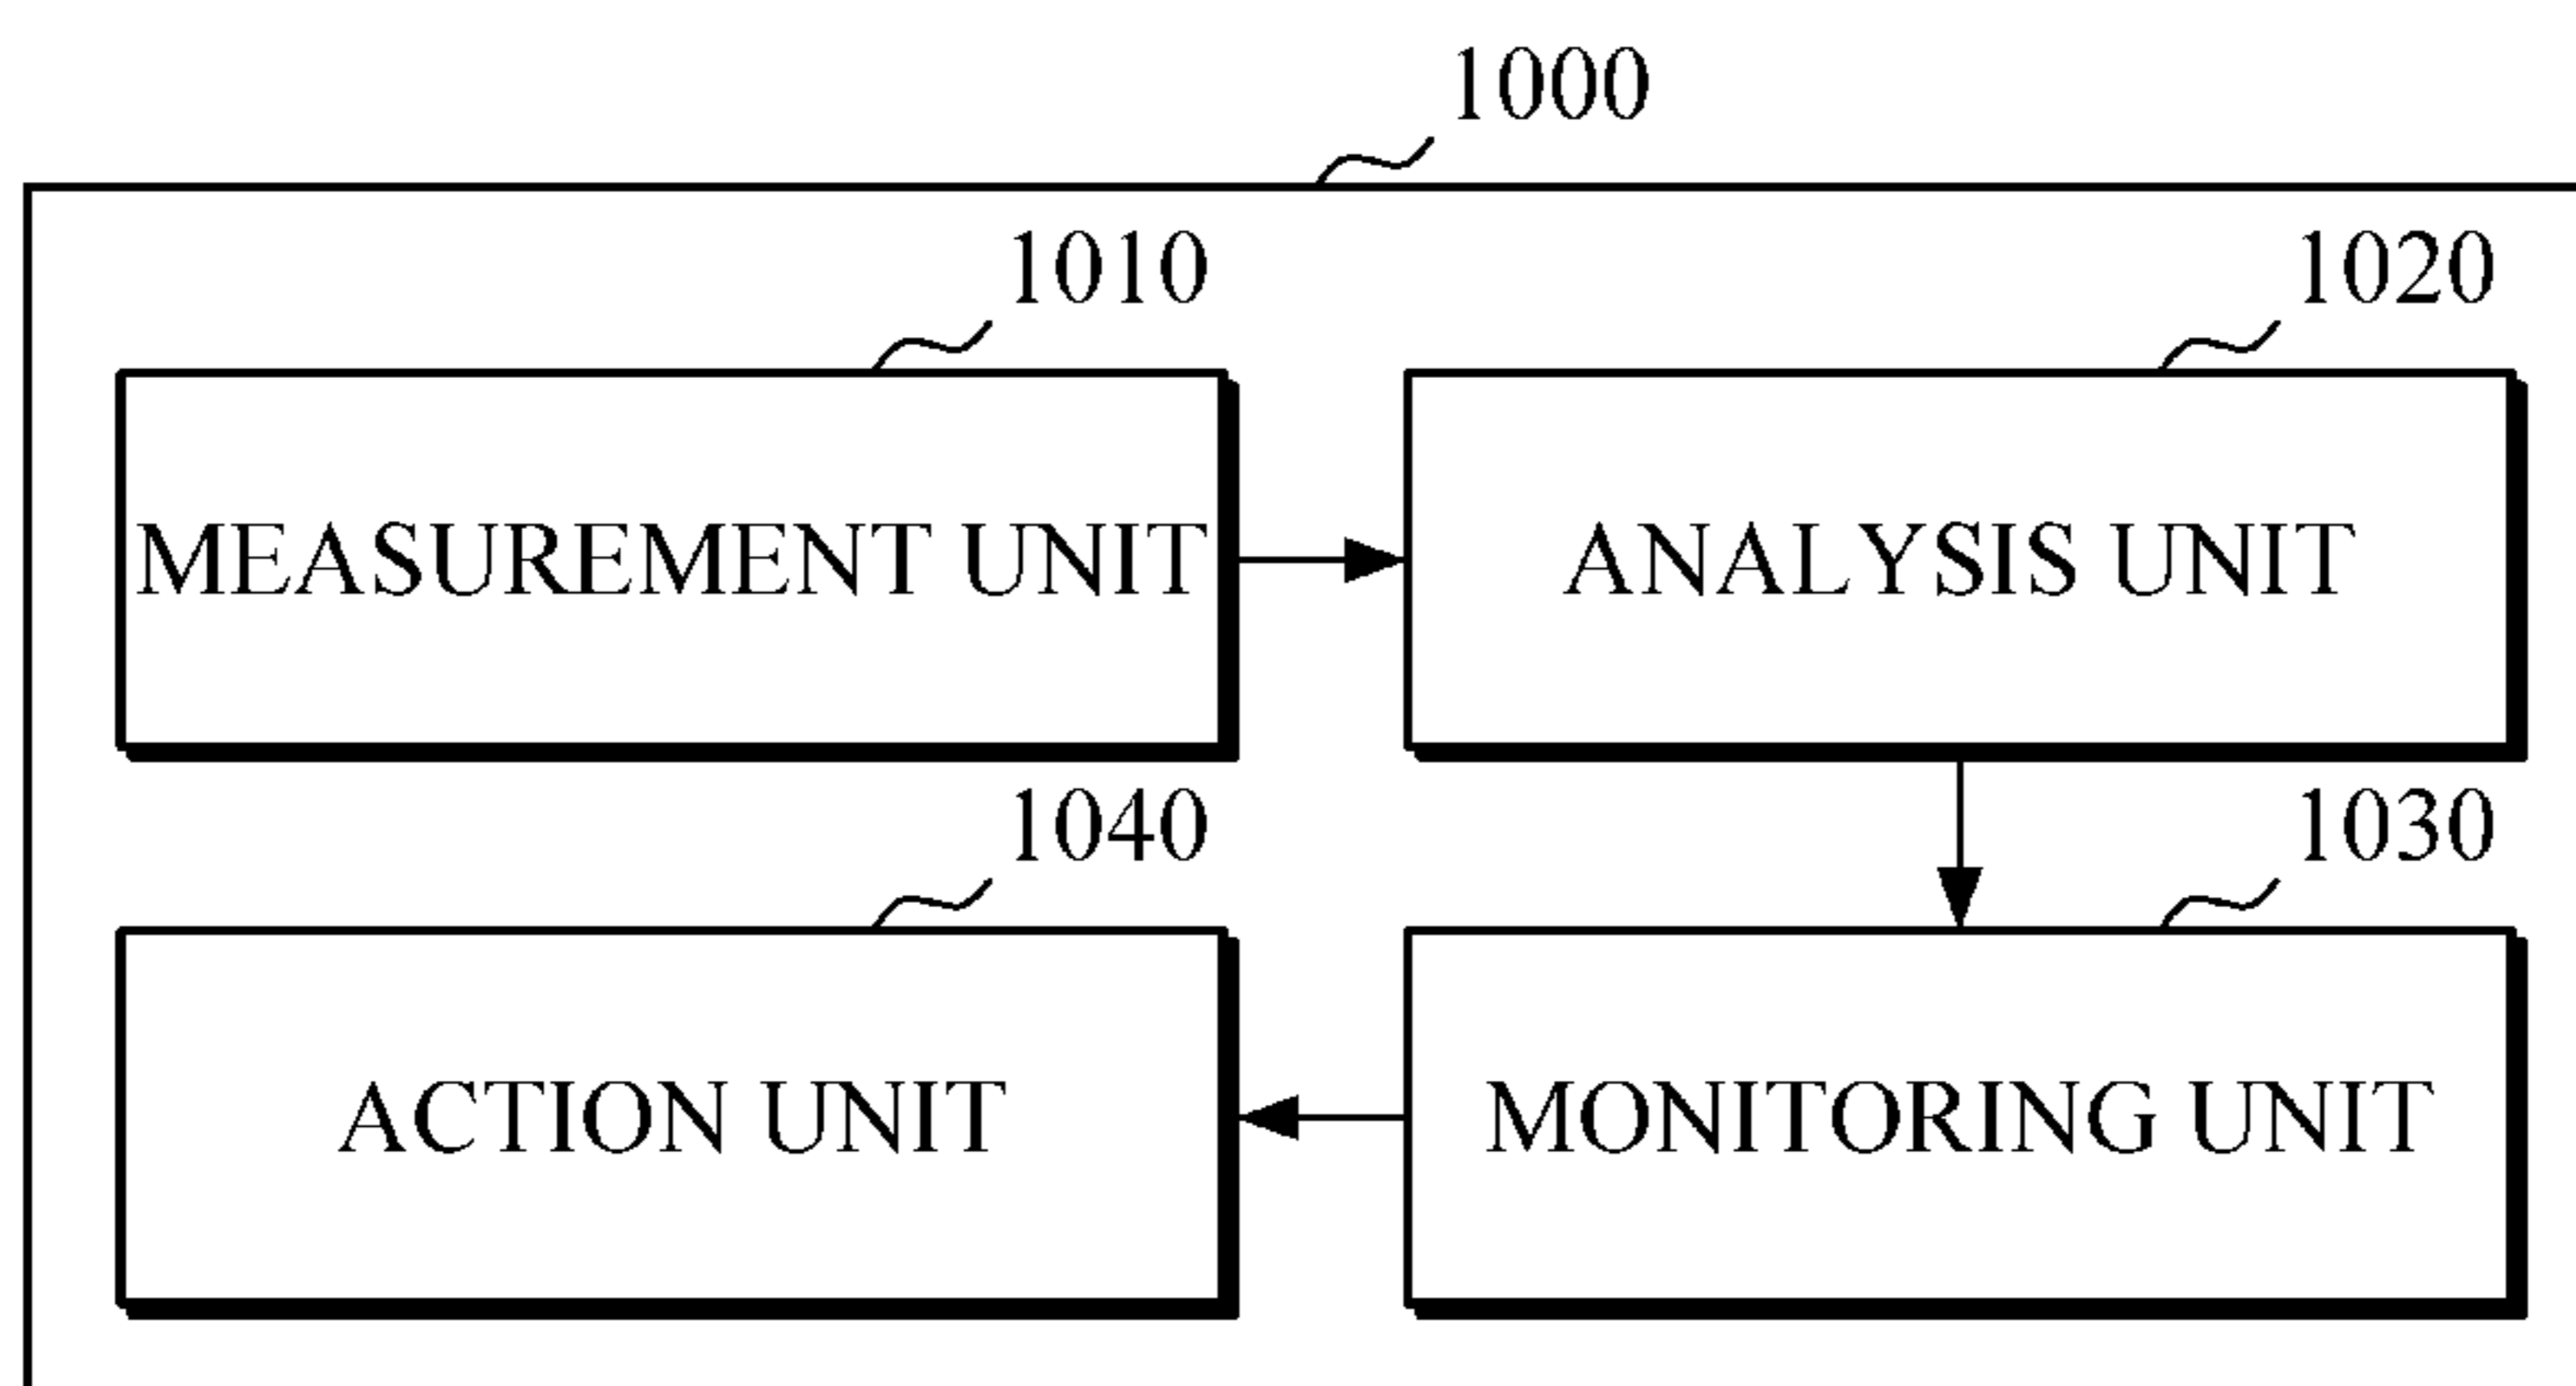 1000
1010
1020
MEASUREMENT UNIT
ANALYSIS UNIT
1040
1030
ACTION UNIT
MONITORING UNIT